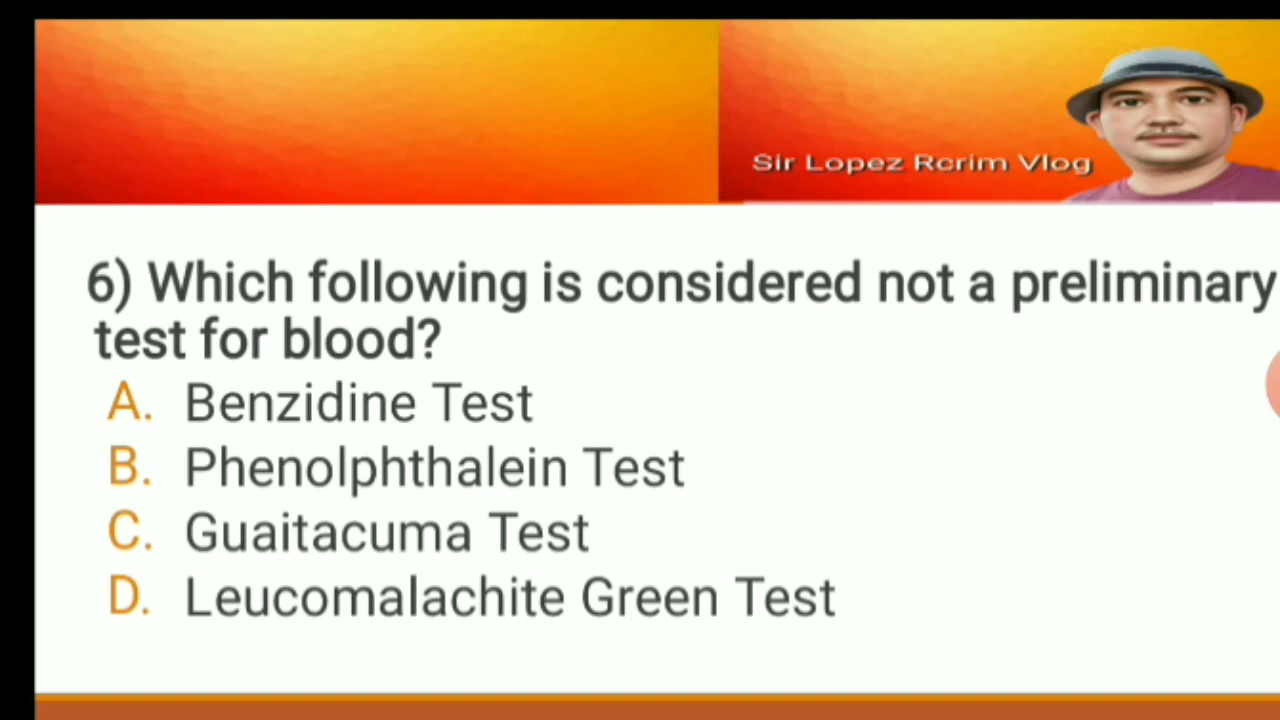 Sir Lopez Rcrim Vlog
6) Which following is considered not a preliminary
test for blood?
A. Benzidine Test
B. Phenolphthalein Test
C. Guaitacuma Test
D. Leucomalachite Green Test